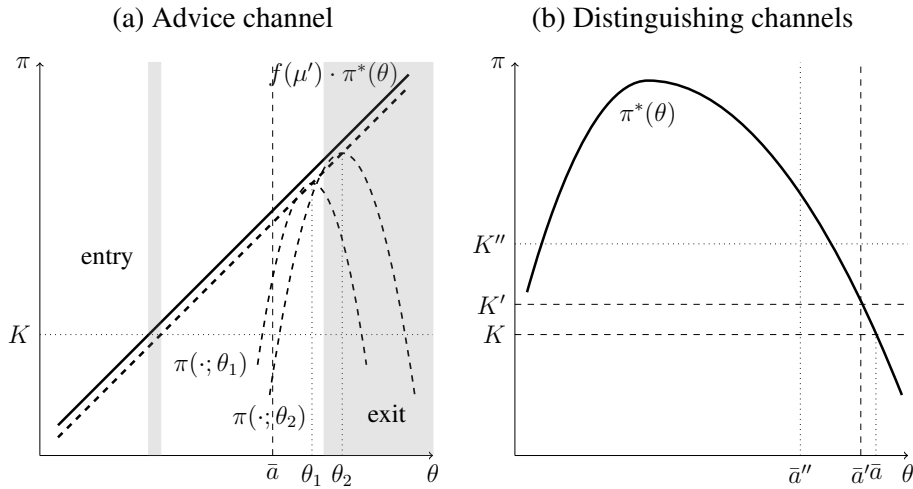 (a) Advice channel
π
f(μ′) · π*(θ)
entry
K
π(·; θ₁)
π(·; θ₂)
exit
ā
θ₁
θ₂
θ
(b) Distinguishing channels
π
π*(θ)
K″
K′
K
ā″
ā′
ā
θ